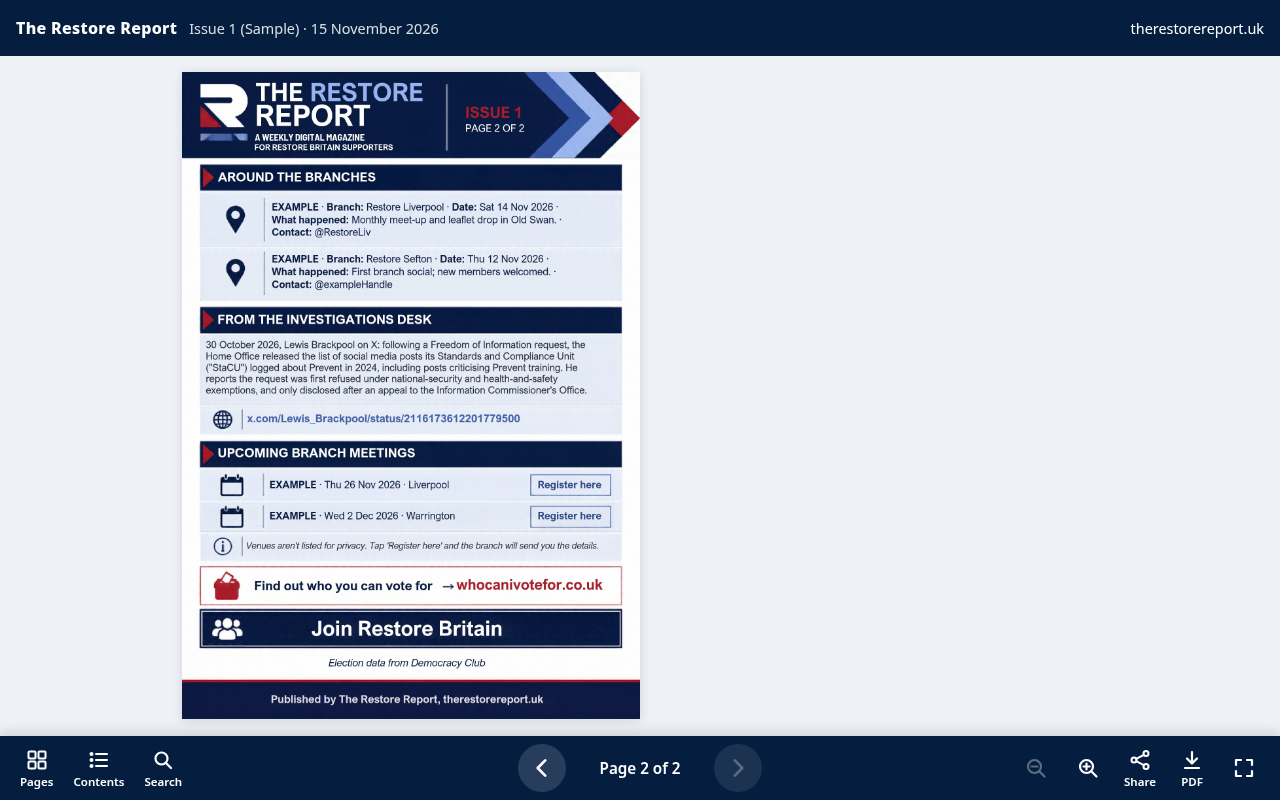 The Restore Report Issue 1 (Sample) · 15 November 2026
therestorereport.uk
THE RESTORE
REPORT
A WEEKLY DIGITAL MAGAZINE
FOR RESTORE BRITAIN SUPPORTERS
ISSUE 1
PAGE 2 OF 2
AROUND THE BRANCHES
EXAMPLE · Branch: Restore Liverpool · Date: Sat 14 Nov 2026 ·
What happened: Monthly meet-up and leaflet drop in Old Swan. ·
Contact: @RestoreLiv
EXAMPLE · Branch: Restore Sefton · Date: Thu 12 Nov 2026 ·
What happened: First branch social; new members welcomed. ·
Contact: @exampleHandle
FROM THE INVESTIGATIONS DESK
30 October 2026, Lewis Brackpool on X: following a Freedom of Information request, the
Home Office released the list of social media posts its Standards and Compliance Unit
("StaCU") logged about Prevent in 2024, including posts criticising Prevent training. He
reports the request was first refused under national-security and health-and-safety
exemptions, and only disclosed after an appeal to the Information Commissioner's Office.
x.com/Lewis_Brackpool/status/2116173612201779500
UPCOMING BRANCH MEETINGS
EXAMPLE · Thu 26 Nov 2026 · Liverpool
Register here
EXAMPLE · Wed 2 Dec 2026 · Warrington
Register here
Venues aren't listed for privacy. Tap 'Register here' and the branch will send you the details.
Find out who you can vote for → whocanivotefor.co.uk
Join Restore Britain
Election data from Democracy Club
Published by The Restore Report, therestorereport.uk
Pages
Contents
Search
Page 2 of 2
Share
PDF